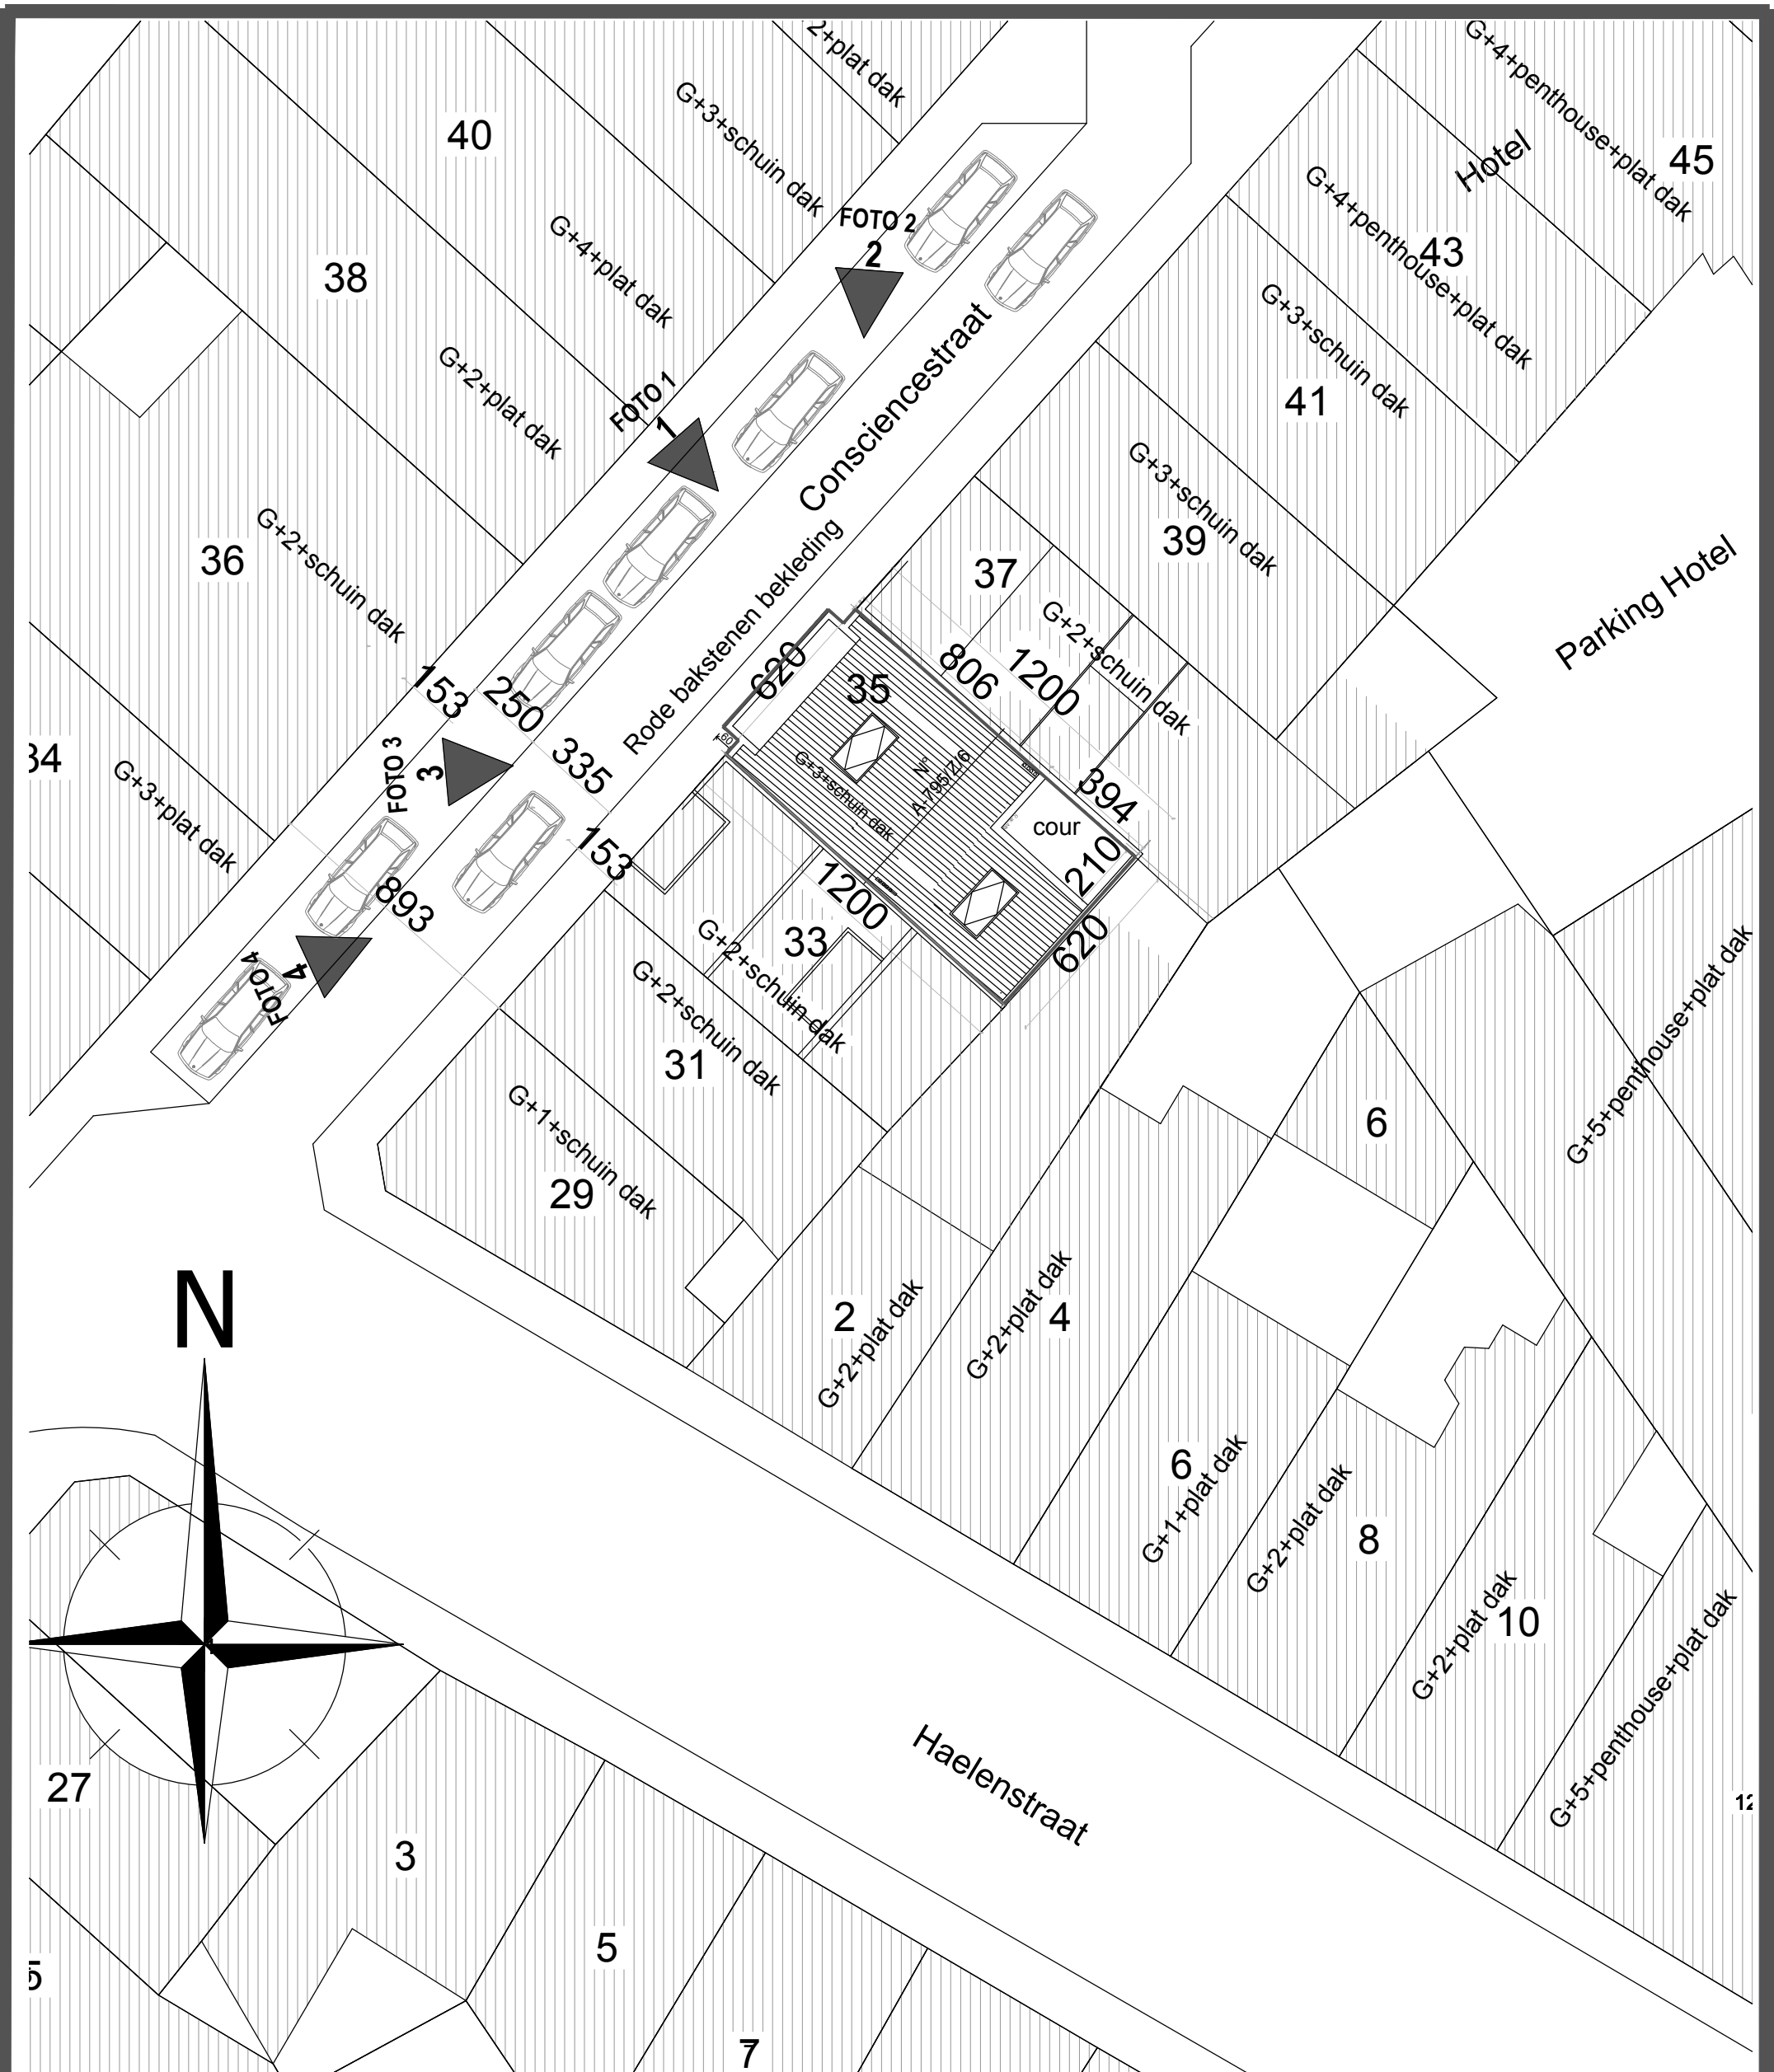 2+plat dak
G+4+penthouse+plat dak
40
G+3+schuin dak
Hotel
45
G+4+penthouse+plat dak
FOTO 2
2
G+4+plat dak
43
38
G+3+schuin dak
Consciencestraat
G+2+plat dak
FOTO 1
1
41
G+3+schuin dak
39
36
G+2+schuin dak
Rode bakstenen bekleding
37
Parking Hotel
G+2+schuin dak
620
35
806
1200
153
250
335
N°
A-795/Z/6
G+3+schuin dak
34
G+3+plat dak
FOTO 3
3
394
cour
153
210
1200
893
620
33
G+2+schuin dak
FOTO 4
4
G+2+schuin dak
31
G+5+penthouse+plat dak
6
G+1+schuin dak
29
N
2
G+2+plat dak
G+2+plat dak
4
6
G+1+plat dak
G+2+plat dak
8
G+2+plat dak
10
G+5+penthouse+plat dak
12
Haelenstraat
27
3
5
5
7